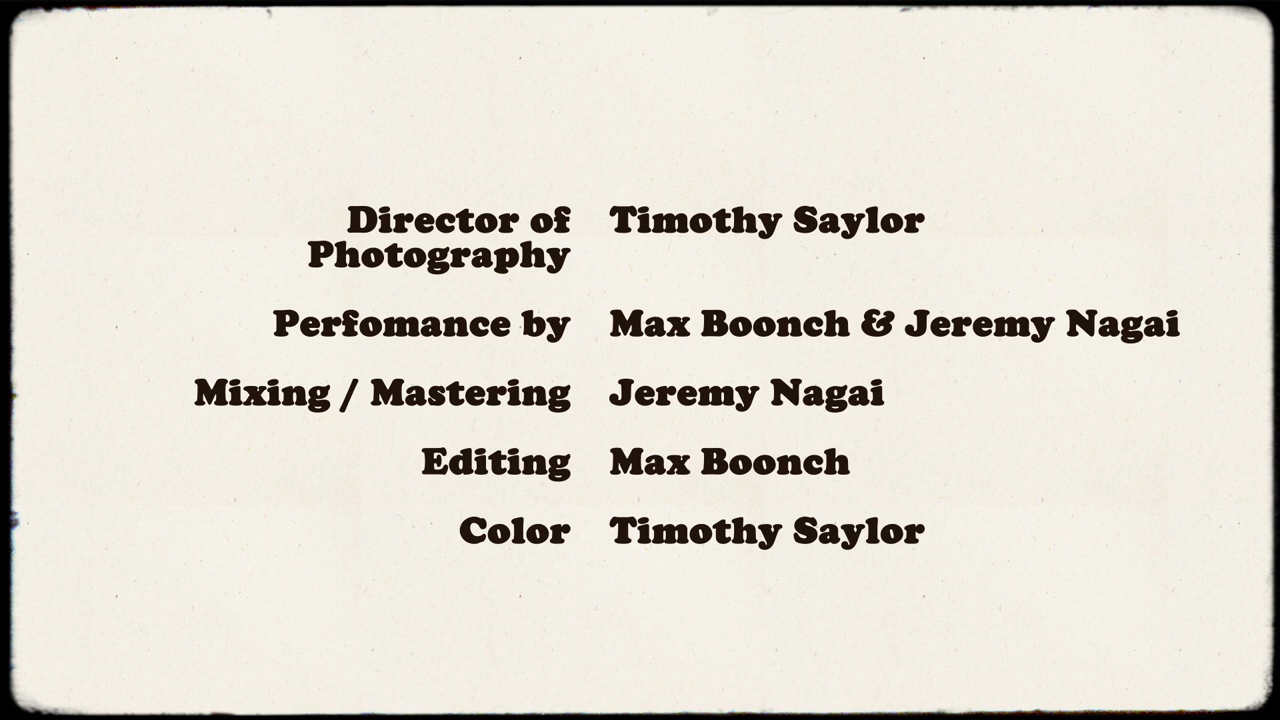 Director of Timothy Saylor
Photography
Perfomance by Max Boonch & Jeremy Nagai
Mixing / Mastering Jeremy Nagai
Editing Max Boonch
Color Timothy Saylor